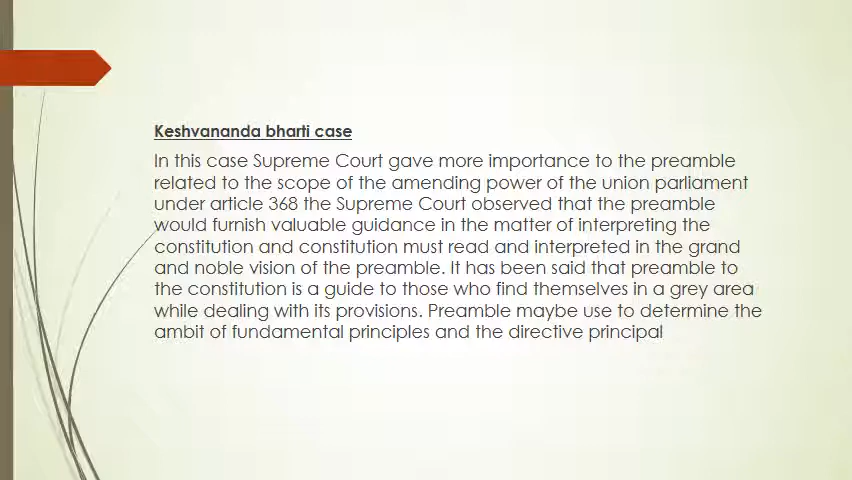 Keshvananda bharti case
In this case Supreme Court gave more importance to the preamble
related to the scope of the amending power of the union parliament
under article 368 the Supreme Court observed that the preamble
would furnish valuable guidance in the matter of interpreting the
constitution and constitution must read and interpreted in the grand
and noble vision of the preamble. It has been said that preamble to
the constitution is a guide to those who find themselves in a grey area
while dealing with its provisions. Preamble maybe use to determine the
ambit of fundamental principles and the directive principal